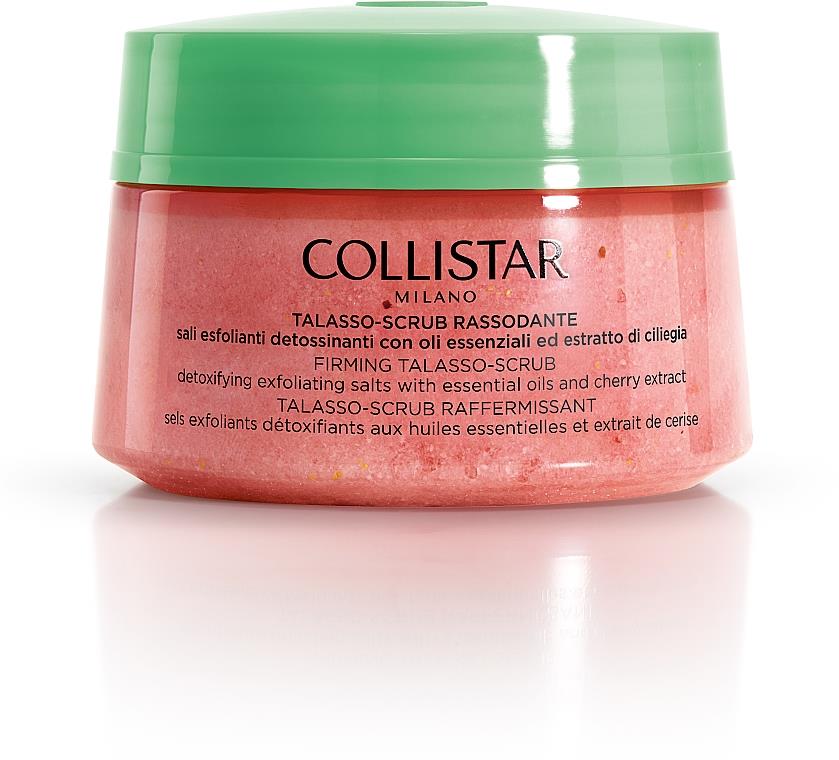 COLLISTAR
MILANO
TALASSO-SCRUB RASSODANTE
sali esfolianti detossinanti con oli essenziali ed estratto di ciliegia
FIRMING TALASSO-SCRUB
detoxifying exfoliating salts with essential oils and cherry extract
TALASSO-SCRUB RAFFERMISSANT
sels exfoliants détoxifiants aux huiles essentielles et extrait de cerise